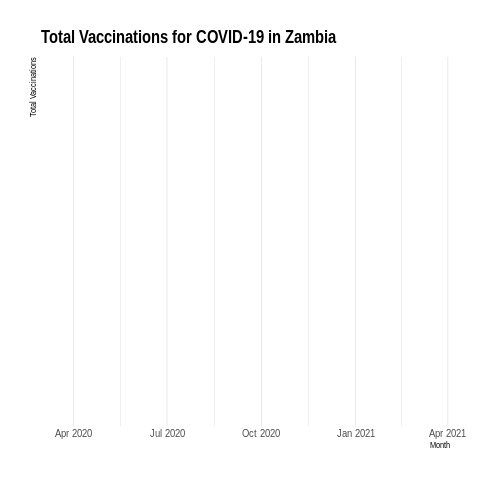 Total Vaccinations for COVID-19 in Zambia
Total Vaccinations
Apr 2020
Jul 2020
Oct 2020
Jan 2021
Apr 2021
Month